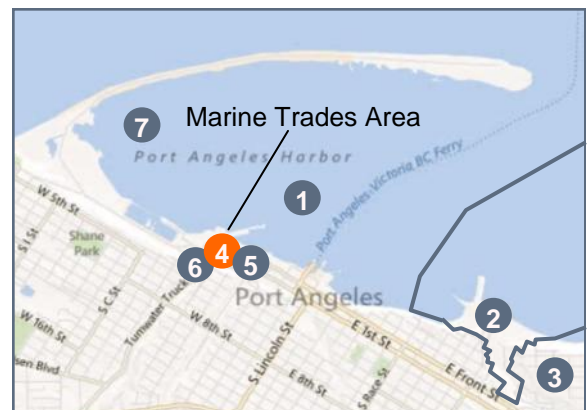 7
Marine Trades Area
Port Angeles Harbor
1
Port Angeles-Victoria BC Ferry
W 5th St
S I St
Shane
Park
S C St
6
4
5
Tumwater Truck
Port Angeles
W 16th St
W 8th St
S Lincoln St
E 1st St
2
sen Blvd
E 8th St
S Race St
E Front St
3